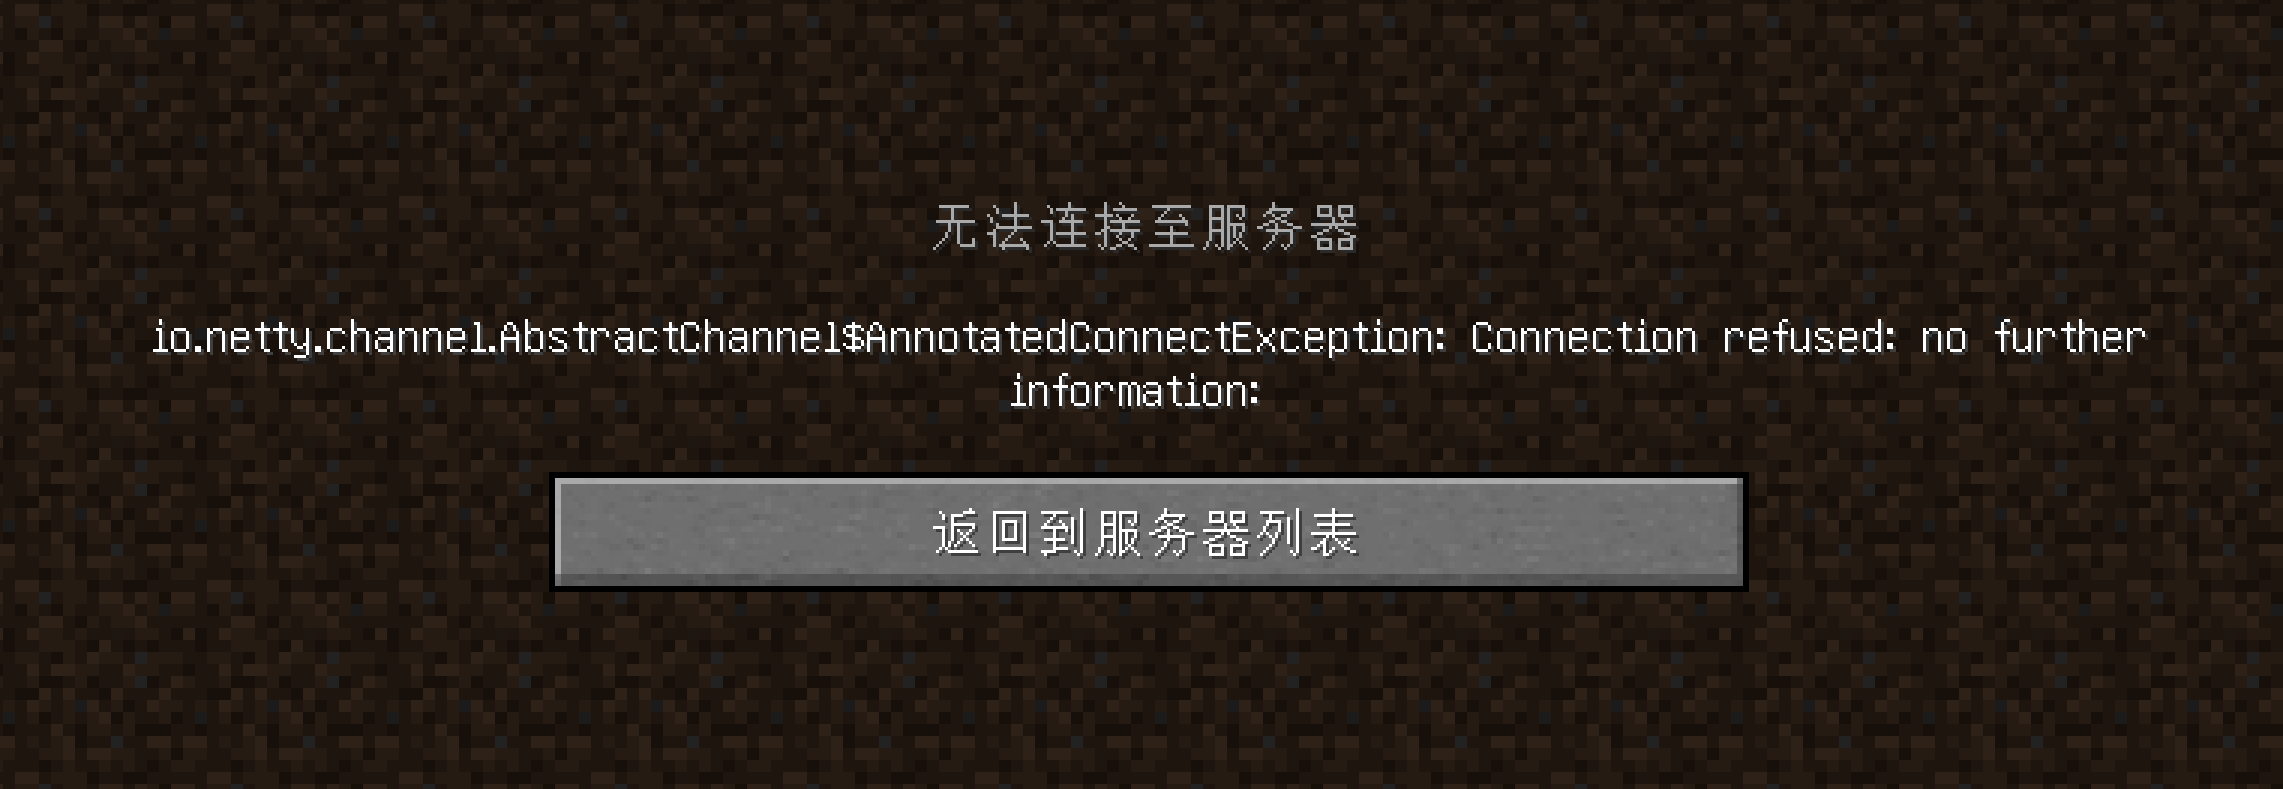 无法连接至服务器
io.netty.channel.AbstractChannel$AnnotatedConnectException: Connection refused: no further
information:
返回到服务器列表